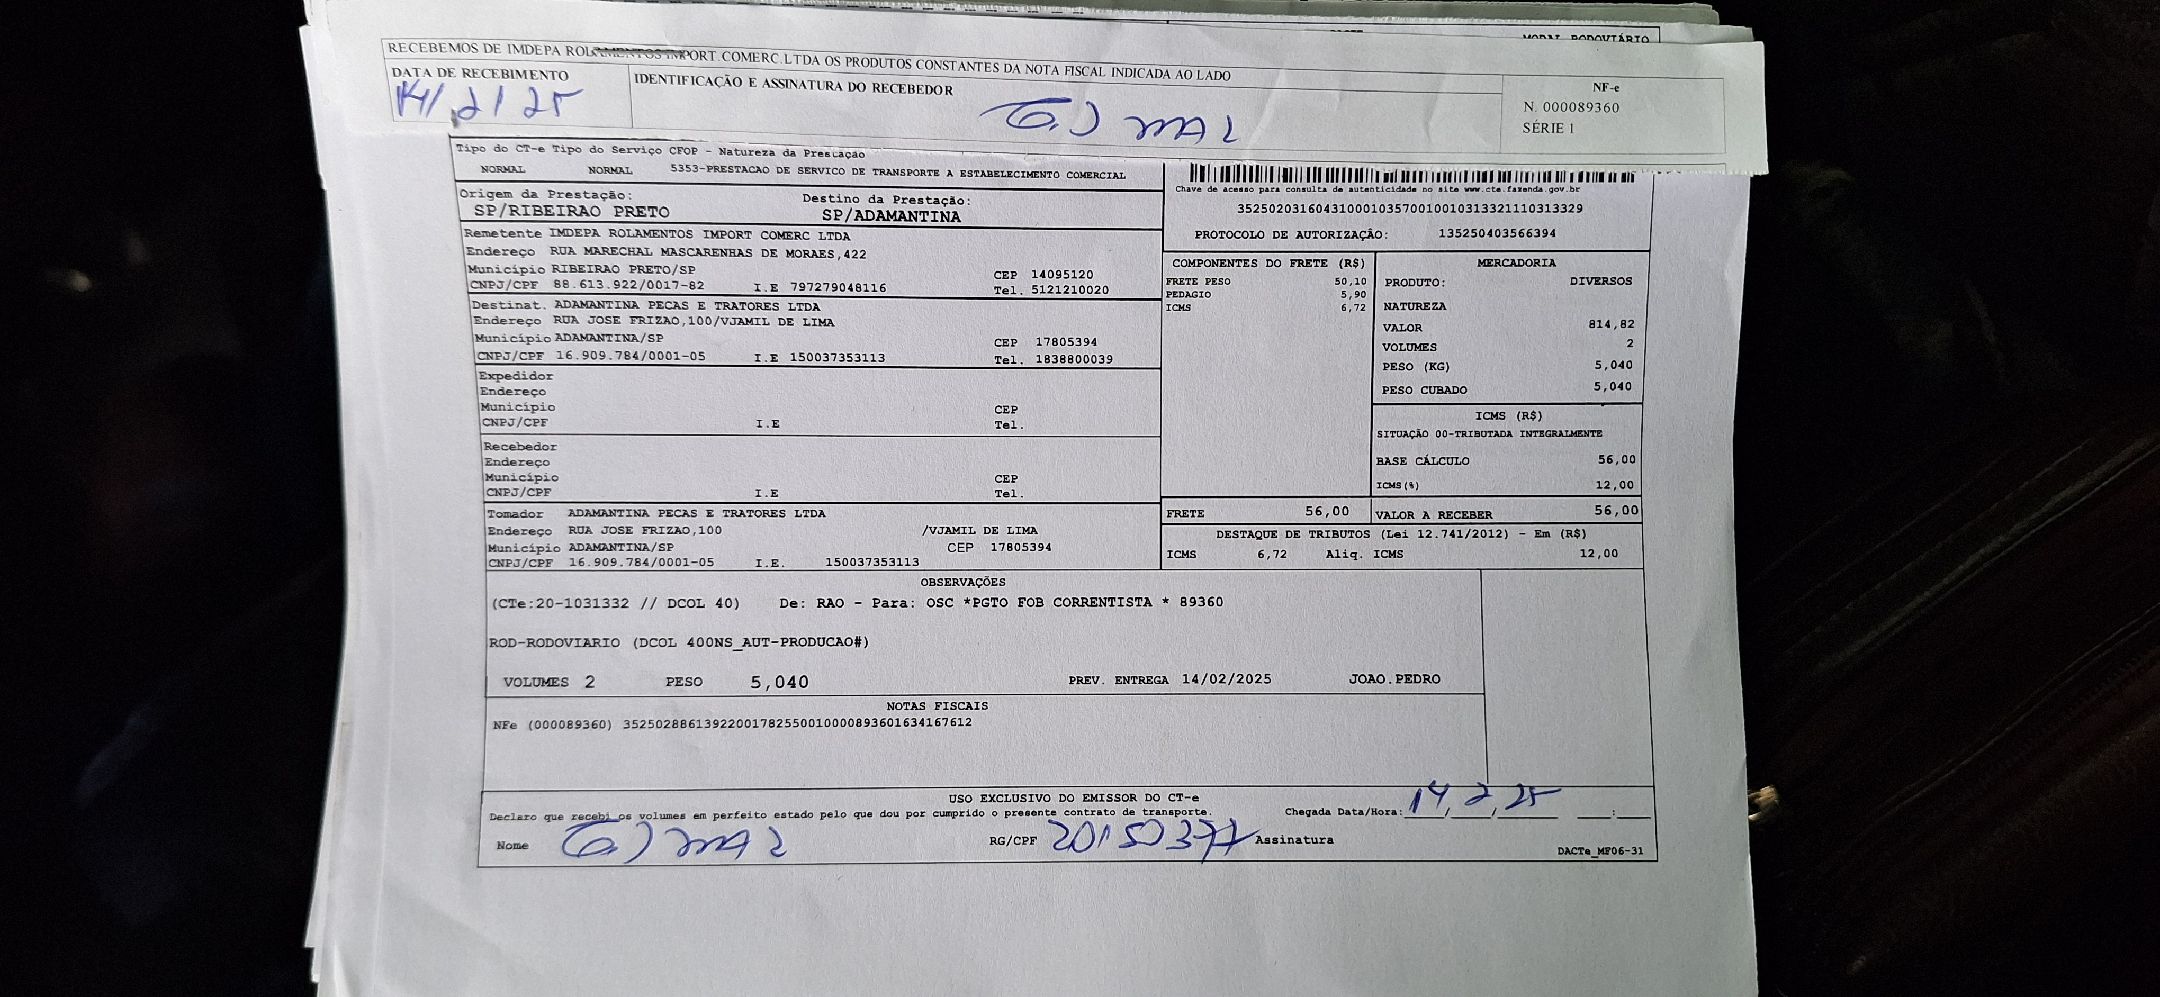 MODAL RODOVIÁRIO
RECEBEMOS DE IMDEPA ROLAMENTOS IMPORT.COMERC.LTDA OS PRODUTOS CONSTANTES DA NOTA FISCAL INDICADA AO LADO
DATA DE RECEBIMENTO
IDENTIFICAÇÃO E ASSINATURA DO RECEBEDOR
14/2/25
NF-e
N. 000089360
SÉRIE 1
Tipo do CT-e Tipo do Serviço CFOP - Natureza da Prestação
NORMAL NORMAL 5353-PRESTACAO DE SERVICO DE TRANSPORTE A ESTABELECIMENTO COMERCIAL
Chave de acesso para consulta de autenticidade no site www.cte.fazenda.gov.br
35250203160431000103570010010313321110313329
PROTOCOLO DE AUTORIZAÇÃO: 135250403566394
Origem da Prestação: Destino da Prestação:
SP/RIBEIRAO PRETO SP/ADAMANTINA
Remetente IMDEPA ROLAMENTOS IMPORT COMERC LTDA
Endereço RUA MARECHAL MASCARENHAS DE MORAES,422
Município RIBEIRAO PRETO/SP CEP 14095120
CNPJ/CPF 88.613.922/0017-82 I.E 797279048116 Tel. 5121210020
Destinat. ADAMANTINA PECAS E TRATORES LTDA
Endereço RUA JOSE FRIZAO,100/VJAMIL DE LIMA
Município ADAMANTINA/SP CEP 17805394
CNPJ/CPF 16.909.784/0001-05 I.E 150037353113 Tel. 1838800039
Expedidor
Endereço
Município CEP
CNPJ/CPF I.E Tel.
Recebedor
Endereço
Município CEP
CNPJ/CPF I.E Tel.
Tomador ADAMANTINA PECAS E TRATORES LTDA
Endereço RUA JOSE FRIZAO,100 /VJAMIL DE LIMA
Município ADAMANTINA/SP CEP 17805394
CNPJ/CPF 16.909.784/0001-05 I.E. 150037353113
COMPONENTES DO FRETE (R$)
FRETE PESO 50,10
PEDAGIO 5,90
ICMS 6,72
MERCADORIA
PRODUTO: DIVERSOS
NATUREZA
VALOR 814,82
VOLUMES 2
PESO (KG) 5,040
PESO CUBADO 5,040
ICMS (R$)
SITUAÇÃO 00-TRIBUTADA INTEGRALMENTE
BASE CÁLCULO 56,00
ICMS(%) 12,00
FRETE 56,00 VALOR A RECEBER 56,00
DESTAQUE DE TRIBUTOS (Lei 12.741/2012) - Em (R$)
ICMS 6,72 Aliq. ICMS 12,00
OBSERVAÇÕES
(CTe:20-1031332 // DCOL 40) De: RAO - Para: OSC *PGTO FOB CORRENTISTA * 89360
ROD-RODOVIARIO (DCOL 400NS_AUT-PRODUCAO#)
VOLUMES 2 PESO 5,040 PREV. ENTREGA 14/02/2025 JOAO.PEDRO
NOTAS FISCAIS
NFe (000089360) 35250288613922001782550010000893601634167612
USO EXCLUSIVO DO EMISSOR DO CT-e
Declaro que recebi os volumes em perfeito estado pelo que dou por cumprido o presente contrato de transporte. Chegada Data/Hora: 14/2/25 :
Nome RG/CPF 20150377 Assinatura
DACTe_MF06-31